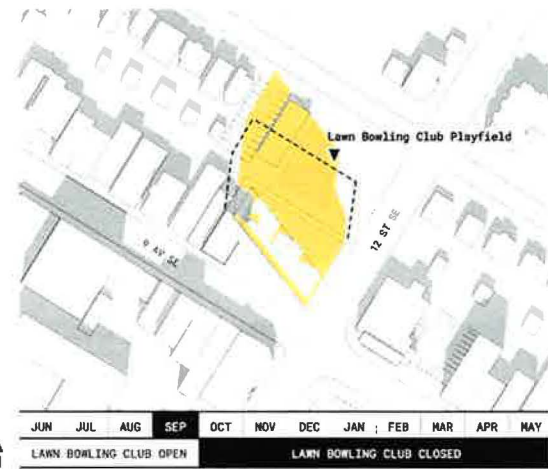 Lawn Bowling Club Playfield
12 ST SE
9 AV SE
JUN JUL AUG SEP OCT NOV DEC JAN FEB MAR APR MAY
LAWN BOWLING CLUB OPEN LAWN BOWLING CLUB CLOSED